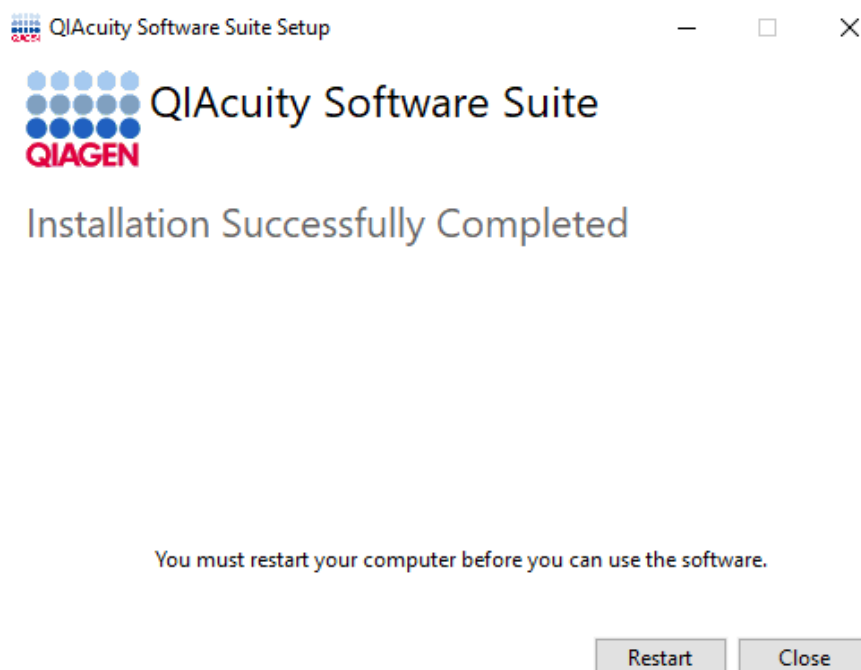 QIAcuity Software Suite Setup
QIAcuity Software Suite
QIAGEN
Installation Successfully Completed
You must restart your computer before you can use the software.
Restart
Close